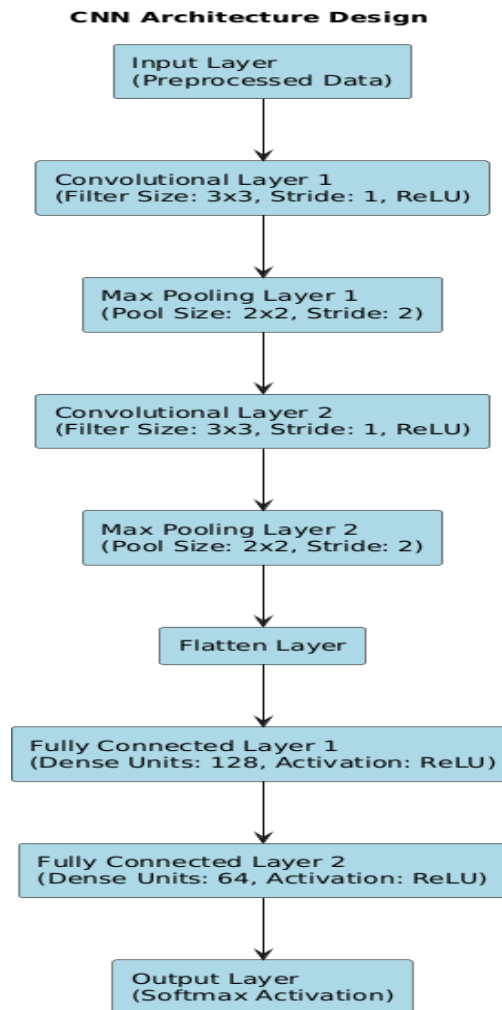 CNN Architecture Design
Input Layer
(Preprocessed Data)
Convolutional Layer 1
(Filter Size: 3x3, Stride: 1, ReLU)
Max Pooling Layer 1
(Pool Size: 2x2, Stride: 2)
Convolutional Layer 2
(Filter Size: 3x3, Stride: 1, ReLU)
Max Pooling Layer 2
(Pool Size: 2x2, Stride: 2)
Flatten Layer
Fully Connected Layer 1
(Dense Units: 128, Activation: ReLU)
Fully Connected Layer 2
(Dense Units: 64, Activation: ReLU)
Output Layer
(Softmax Activation)